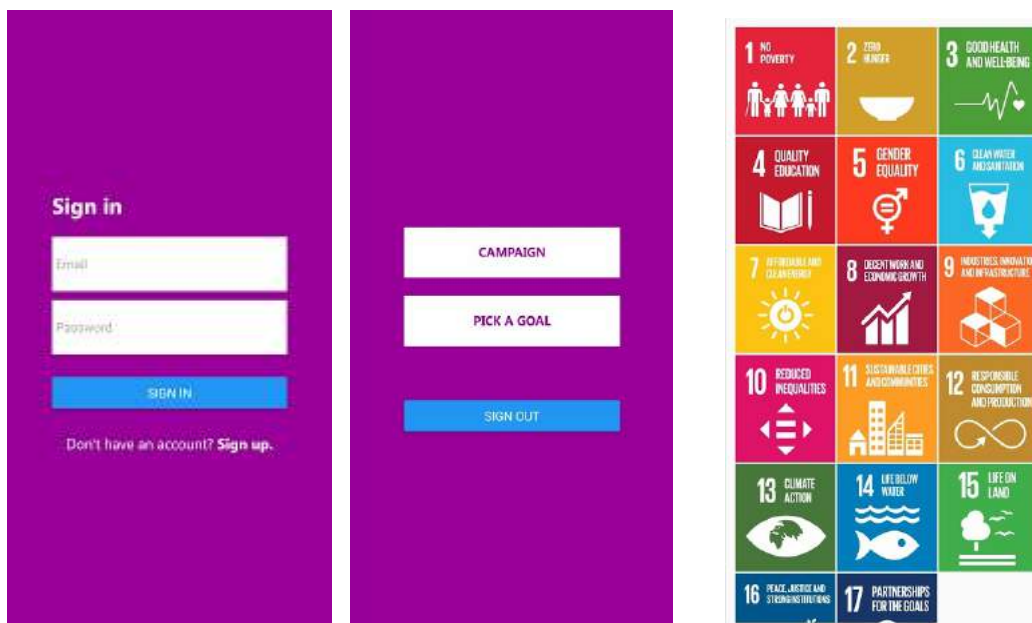 Sign in
Email
Password
SIGN IN
Don't have an account? Sign up.
CAMPAIGN
PICK A GOAL
SIGN OUT
1 NO
POVERTY
2 ZERO
HUNGER
3 GOOD HEALTH
AND WELL-BEING
4 QUALITY
EDUCATION
5 GENDER
EQUALITY
6 CLEAN WATER
AND SANITATION
7 AFFORDABLE AND
CLEAN ENERGY
8 DECENT WORK AND
ECONOMIC GROWTH
9 INDUSTRIES, INNOVATIO
AND INFRASTRUCTURE
10 REDUCED
INEQUALITIES
11 SUSTAINABLE CITIES
AND COMMUNITIES
12 RESPONSIBLE
CONSUMPTION
AND PRODUCTION
13 CLIMATE
ACTION
14 LIFE BELOW
WATER
15 LIFE ON
LAND
16 PEACE, JUSTICE AND
STRONG INSTITUTIONS
17 PARTNERSHIPS
FOR THE GOALS